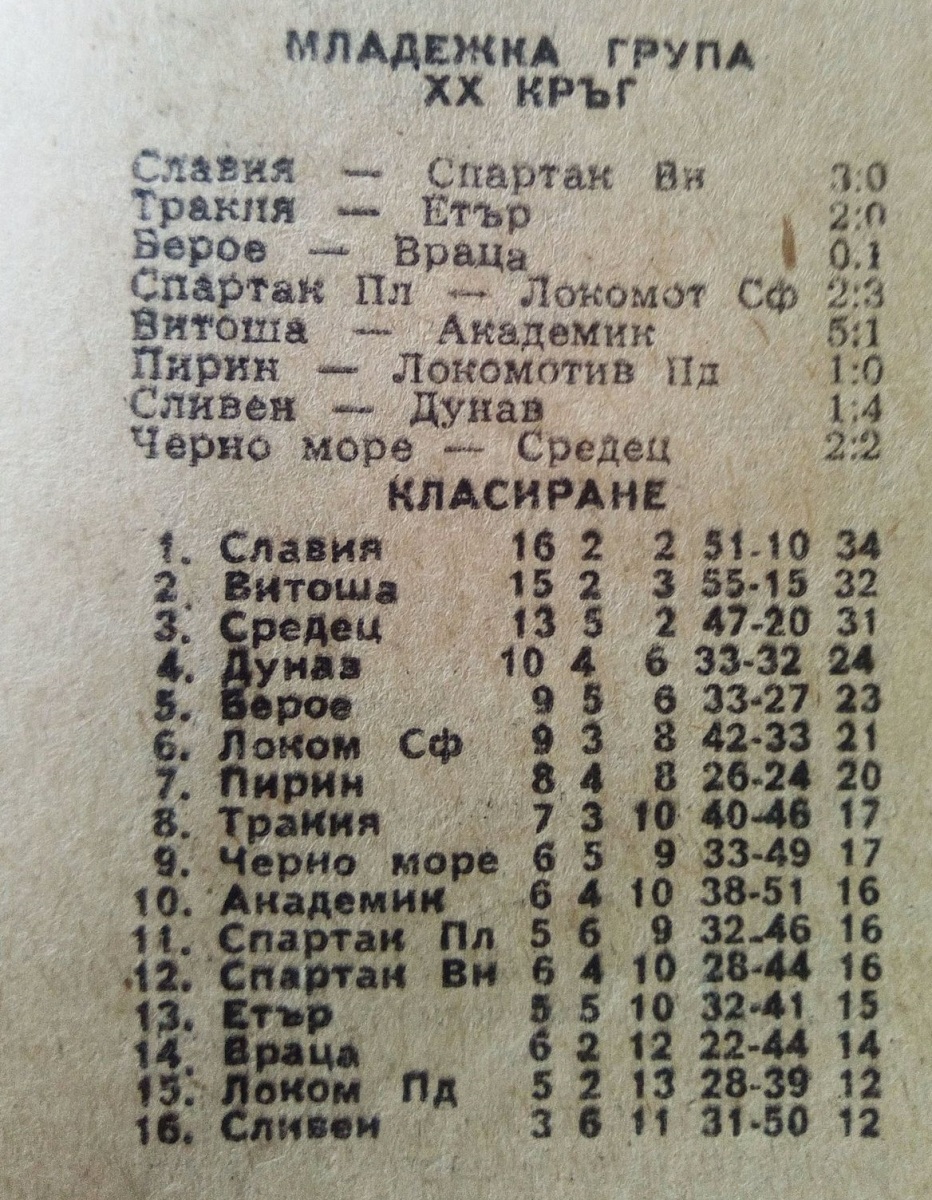 МЛАДЕЖКА ГРУПА
XX КРЪГ
Славия — Спартак Вн 3:0
Тракия — Етър 2:0
Берое — Враца 0.1
Спартак Пл — Локомот Сф 2:3
Витоша — Академик 5:1
Пирин — Локомотив Пд 1:0
Сливен — Дунав 1:4
Черно море — Средец 2:2
КЛАСИРАНЕ
1. Славия 16 2 2 51-10 34
2. Витоша 15 2 3 55-15 32
3. Средец 13 5 2 47-20 31
4. Дунав 10 4 6 33-32 24
5. Берое 9 5 6 33-27 23
6. Локом Сф 9 3 8 42-33 21
7. Пирин 8 4 8 26-24 20
8. Тракия 7 3 10 40-46 17
9. Черно море 6 5 9 33-49 17
10. Академик 6 4 10 38-51 16
11. Спартак Пл 5 6 9 32-46 16
12. Спартак Вн 6 4 10 28-44 16
13. Етър 5 5 10 32-41 15
14. Враца 6 2 12 22-44 14
15. Локом Пд 5 2 13 28-39 12
16. Сливен 3 6 11 31-50 12